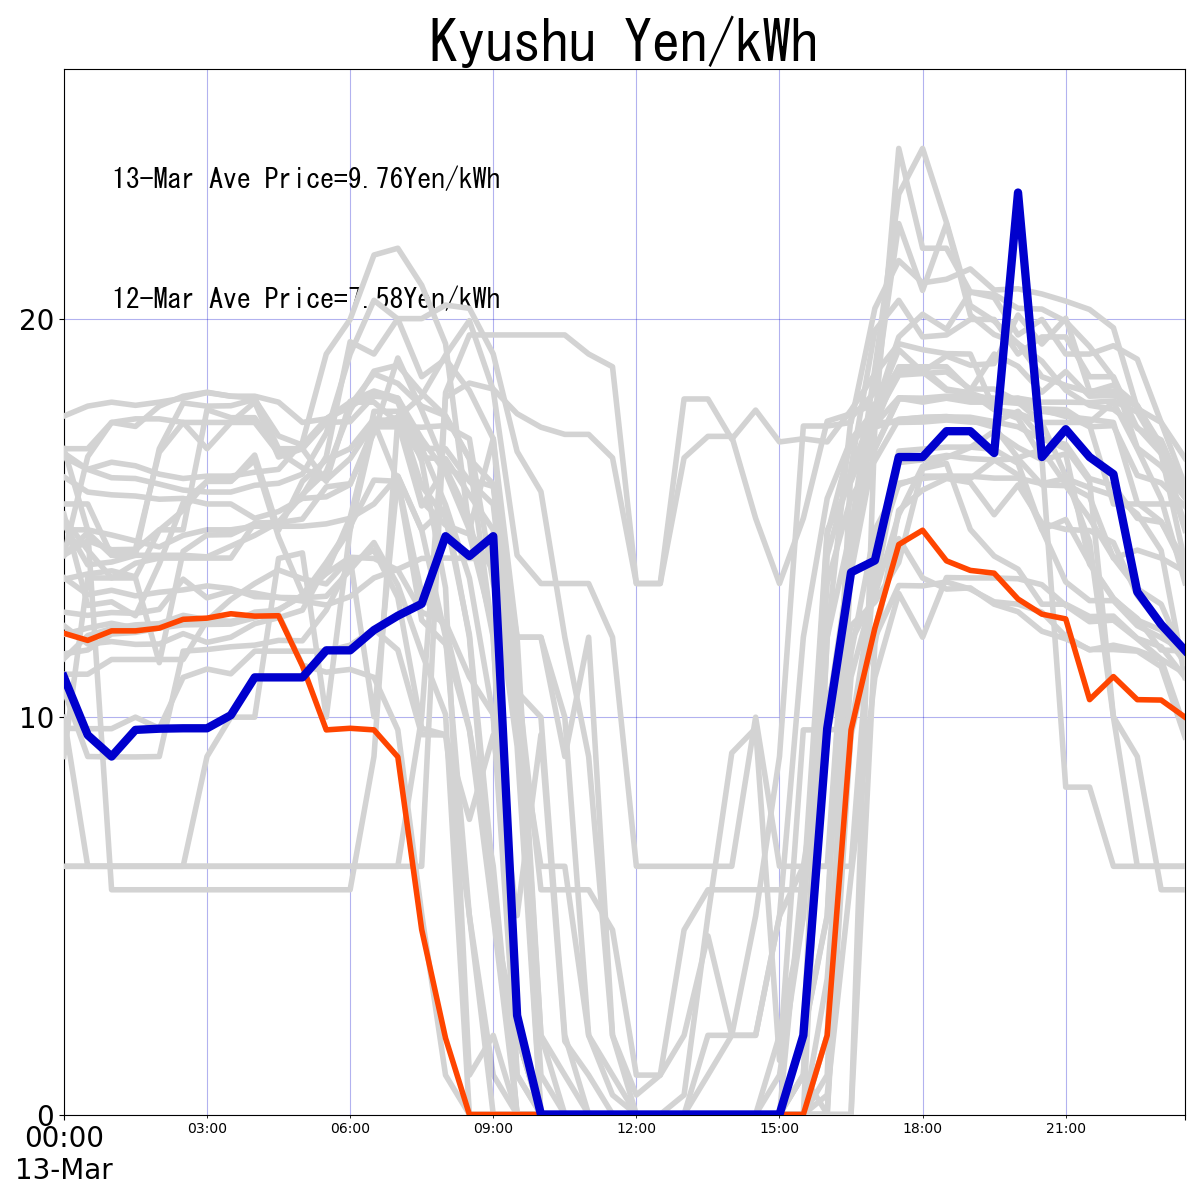 Kyushu Yen/kWh
13-Mar Ave Price=9.76Yen/kWh
12-Mar Ave Price=7.58Yen/kWh
20
10
0
00:00 03:00 06:00 09:00 12:00 15:00 18:00 21:00
13-Mar